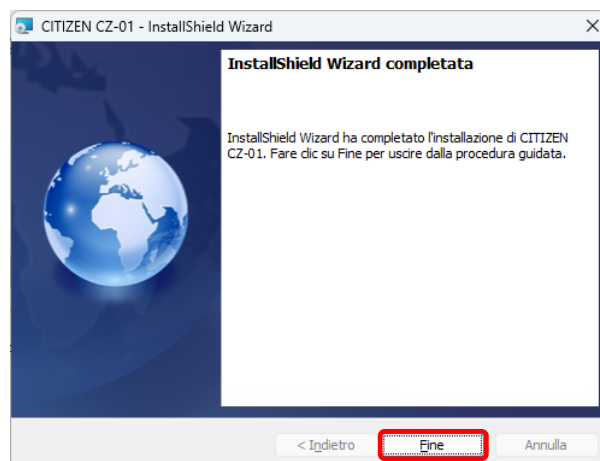 CITIZEN CZ-01 - InstallShield Wizard
InstallShield Wizard completata
InstallShield Wizard ha completato l'installazione di CITIZEN
CZ-01. Fare clic su Fine per uscire dalla procedura guidata.
< Indietro
Fine
Annulla